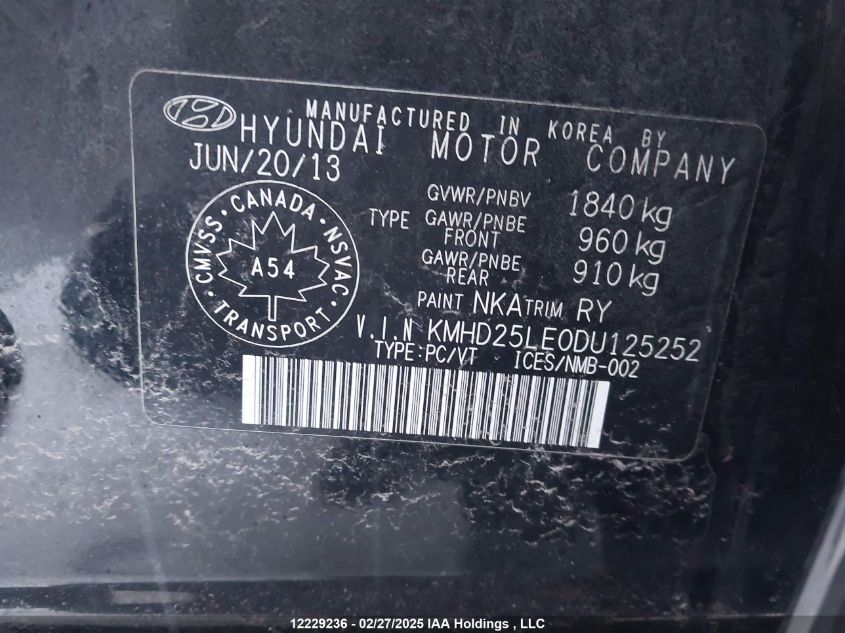 MANUFACTURED IN KOREA BY
HYUNDAI MOTOR COMPANY
JUN/20/13
GVWR/PNBV 1840 kg
TYPE GAWR/PNBE FRONT 960 kg
GAWR/PNBE REAR 910 kg
PAINT NKA TRIM RY
V.I.N KMHD25LE0DU125252
TYPE:PC/VT ICES/NMB-002
CMVSS · CANADA · NSVAC
A54
· TRANSPORT ·
12229236 - 02/27/2025 IAA Holdings , LLC